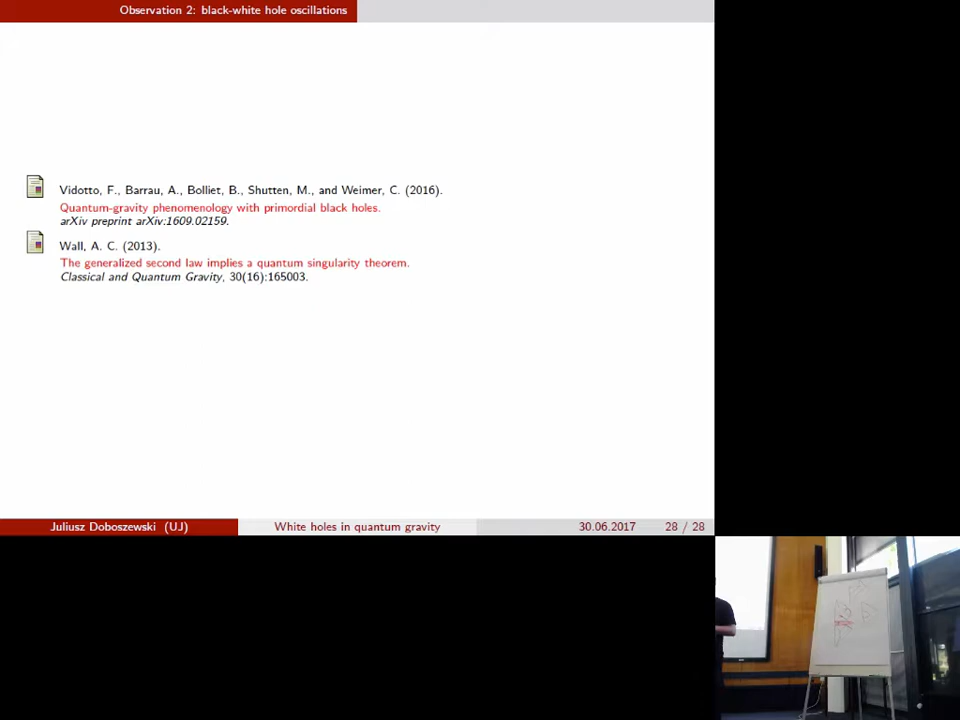 Observation 2: black-white hole oscillations
Vidotto, F., Barrau, A., Bolliet, B., Shutten, M., and Weimer, C. (2016).
Quantum-gravity phenomenology with primordial black holes.
arXiv preprint arXiv:1609.02159.
Wall, A. C. (2013).
The generalized second law implies a quantum singularity theorem.
Classical and Quantum Gravity, 30(16):165003.
Juliusz Doboszewski (UJ) White holes in quantum gravity 30.06.2017 28 / 28